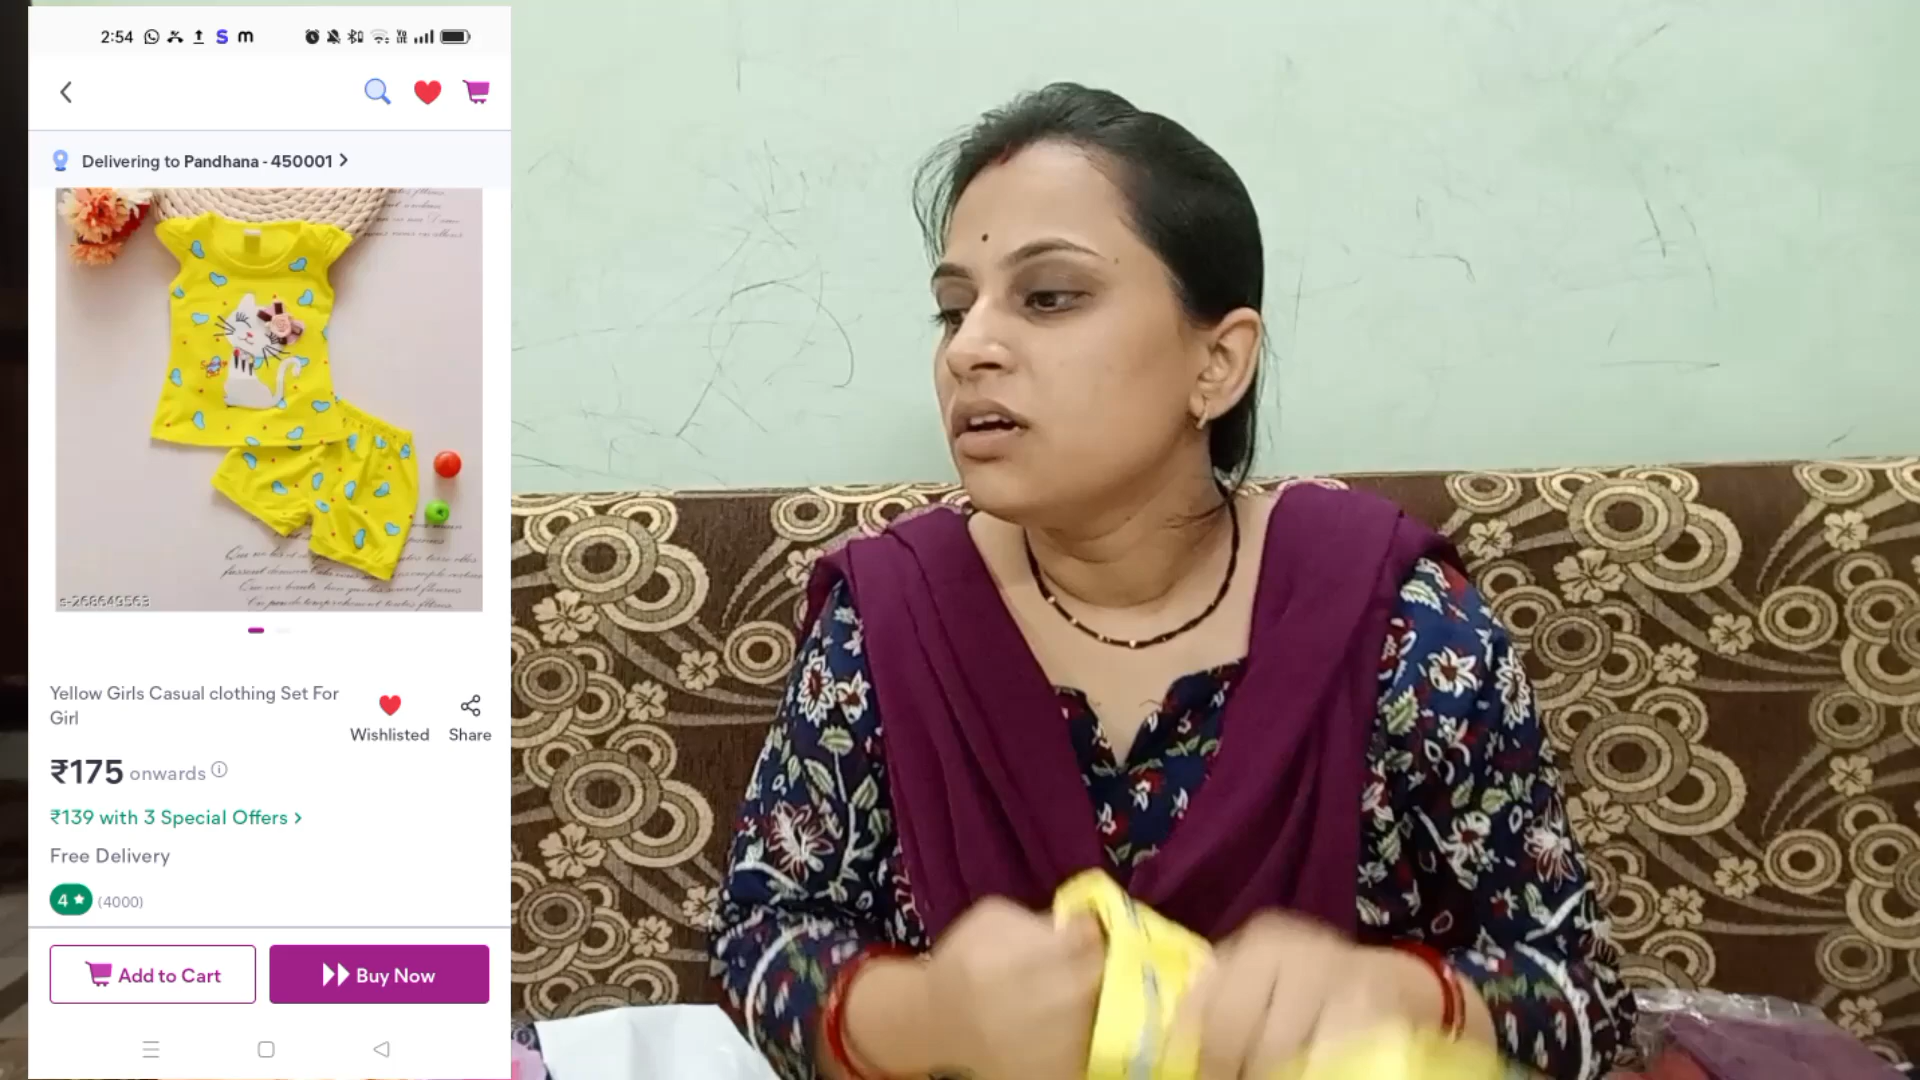 2:54
Delivering to Pandhana - 450001
s-268649563
Yellow Girls Casual clothing Set For
Girl
Wishlisted
Share
₹175 onwards
₹139 with 3 Special Offers
Free Delivery
4 ★ (4000)
Add to Cart
Buy Now